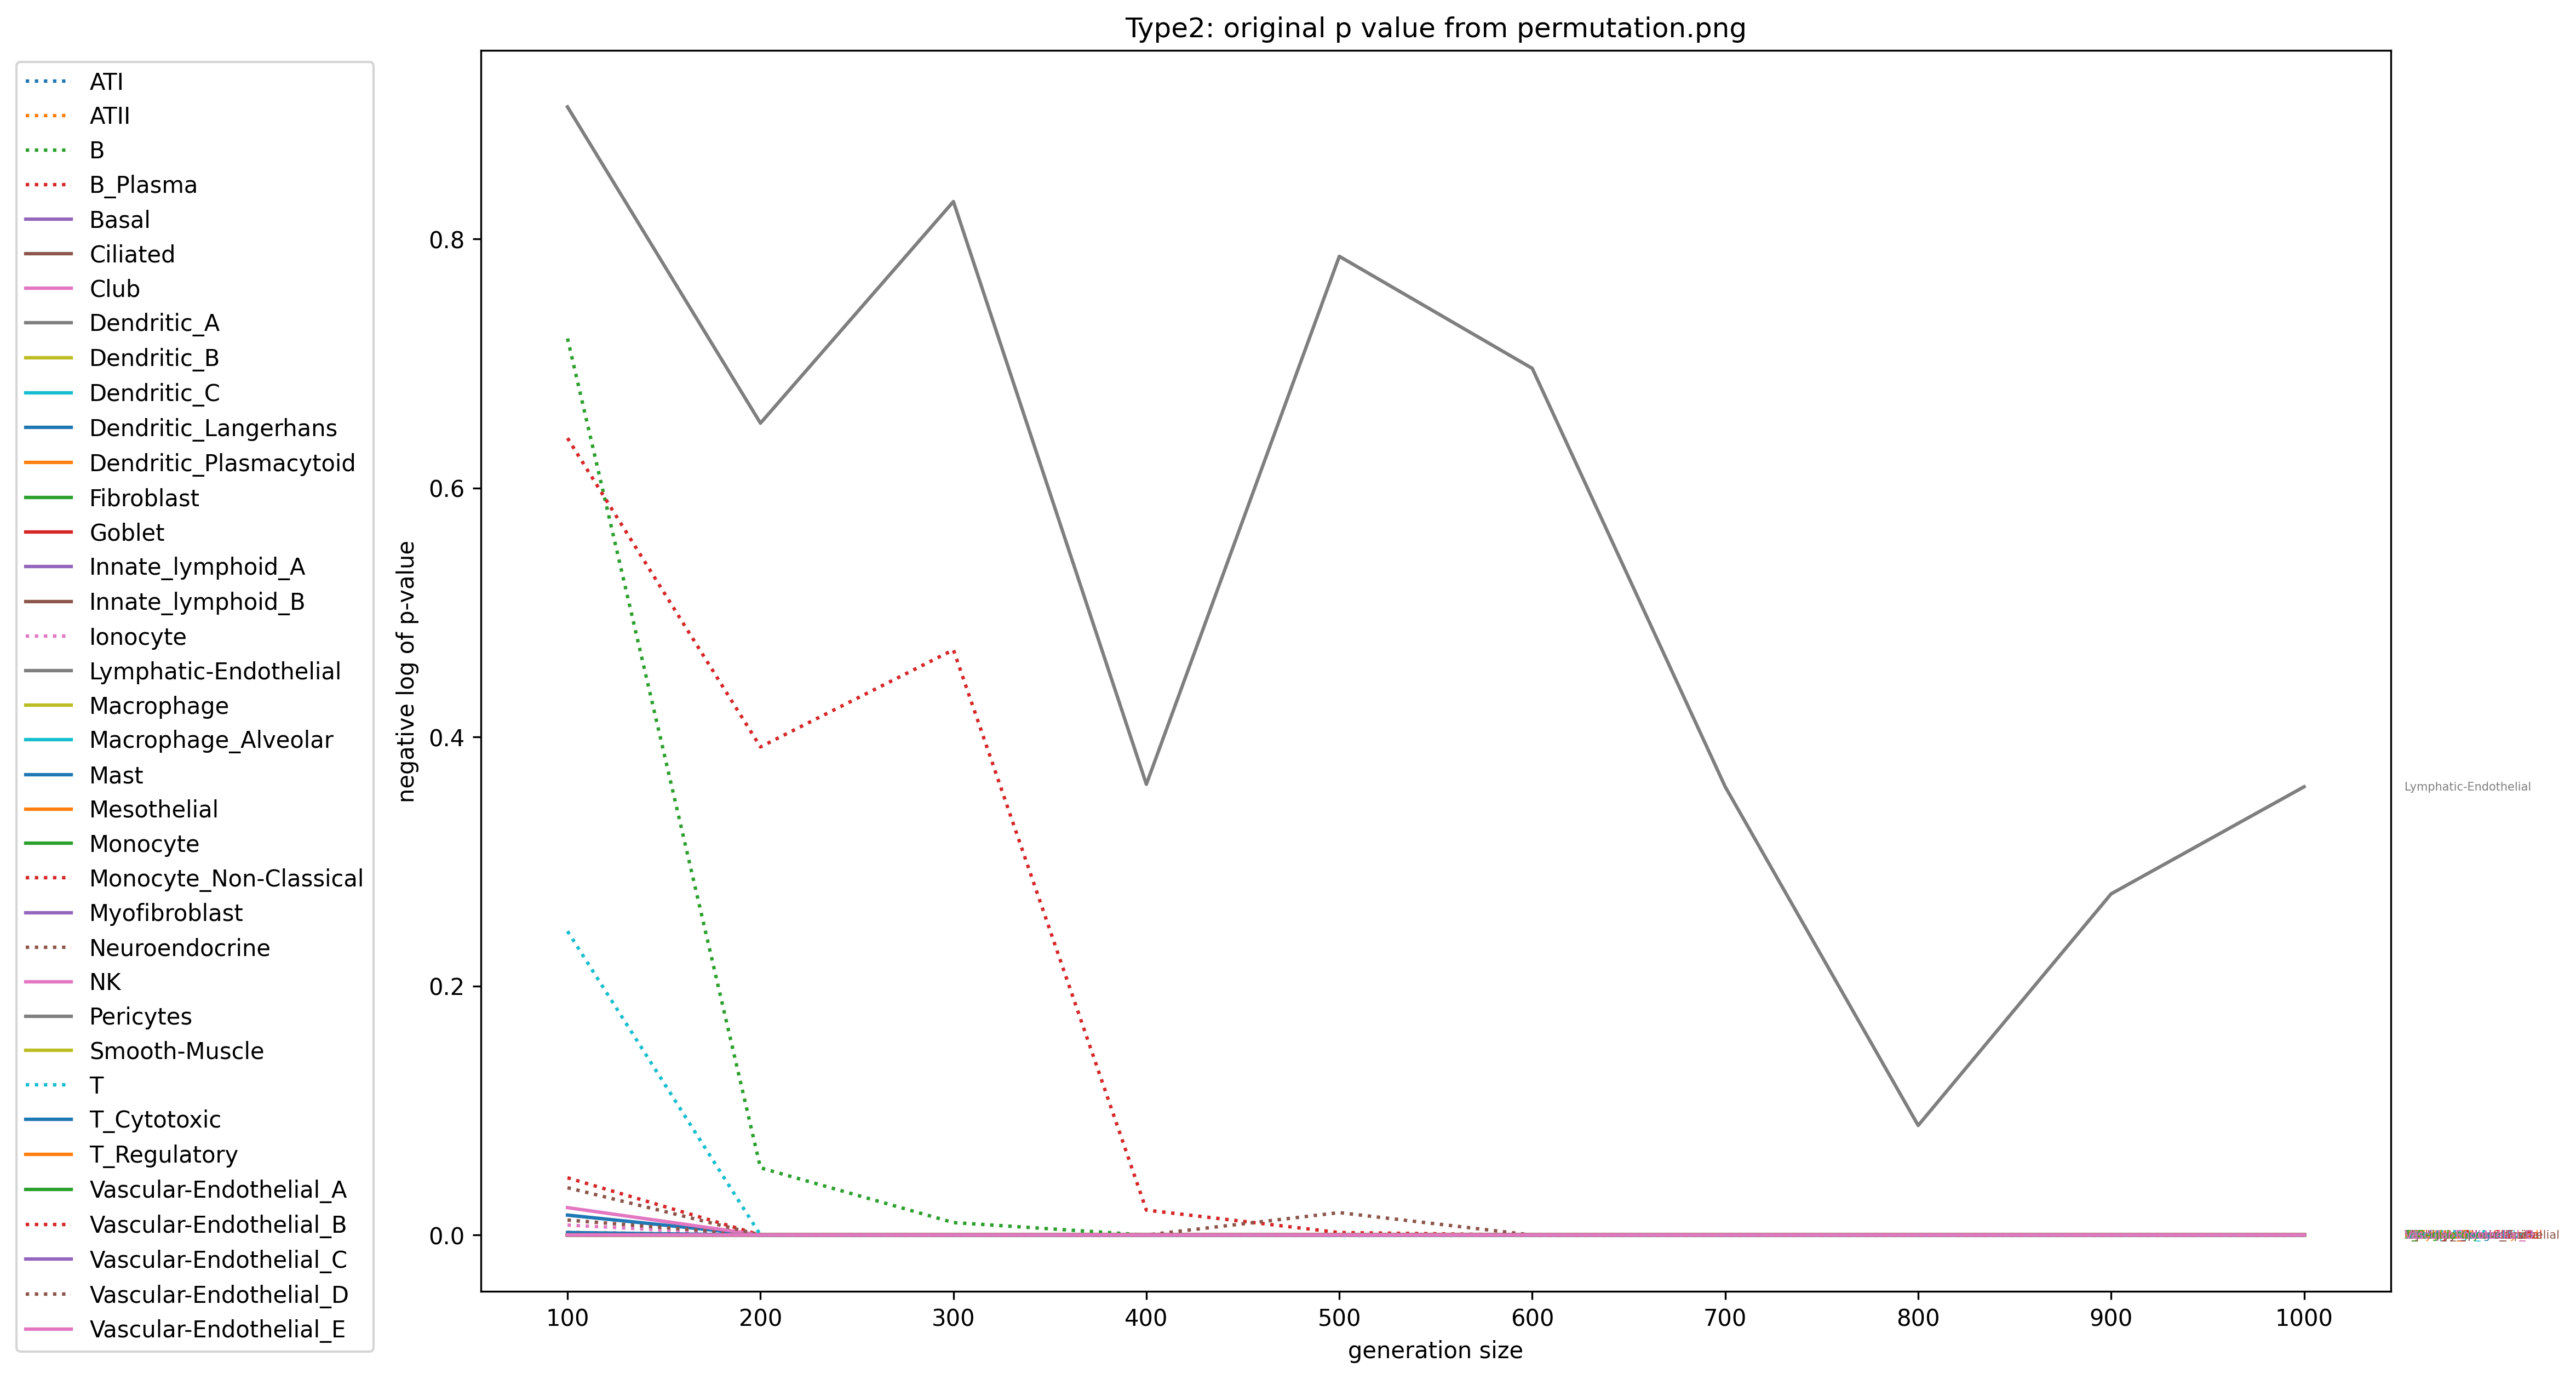 Type2: original p value from permutation.png
ATI
ATII
B
B_Plasma
Basal
Ciliated
Club
Dendritic_A
Dendritic_B
Dendritic_C
Dendritic_Langerhans
Dendritic_Plasmacytoid
Fibroblast
Goblet
Innate_lymphoid_A
Innate_lymphoid_B
Ionocyte
Lymphatic-Endothelial
Macrophage
Macrophage_Alveolar
Mast
Mesothelial
Monocyte
Monocyte_Non-Classical
Myofibroblast
Neuroendocrine
NK
Pericytes
Smooth-Muscle
T
T_Cytotoxic
T_Regulatory
Vascular-Endothelial_A
Vascular-Endothelial_B
Vascular-Endothelial_C
Vascular-Endothelial_D
Vascular-Endothelial_E
negative log of p-value
0.8
0.6
0.4
0.2
0.0
100 200 300 400 500 600 700 800 900 1000
generation size
Lymphatic-Endothelial